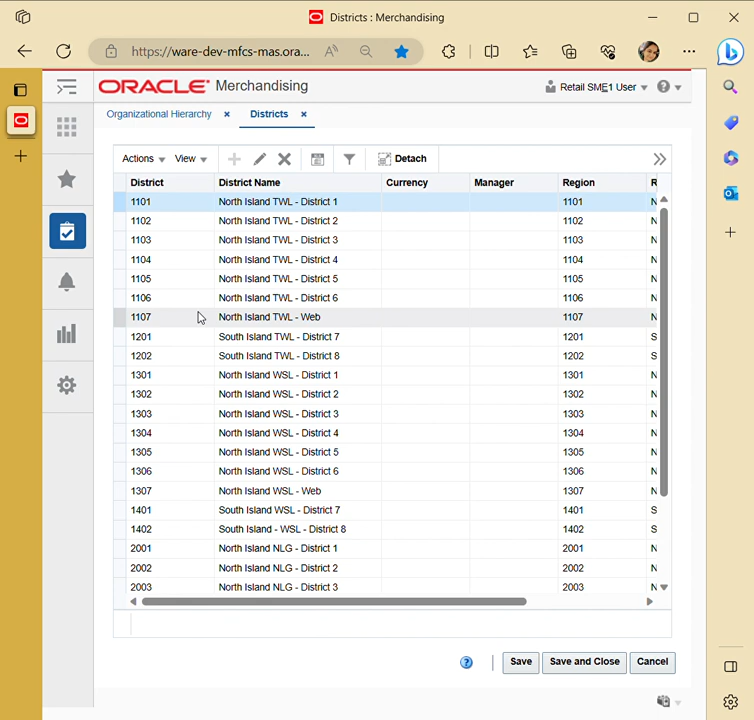 Districts : Merchandising
https://ware-dev-mfcs-mas.ora...
ORACLE Merchandising
Retail SME1 User
Organizational Hierarchy × Districts ×
Actions View Detach
District District Name Currency Manager Region R
1101 North Island TWL - District 1 1101 N
1102 North Island TWL - District 2 1102 N
1103 North Island TWL - District 3 1103 N
1104 North Island TWL - District 4 1104 N
1105 North Island TWL - District 5 1105 N
1106 North Island TWL - District 6 1106 N
1107 North Island TWL - Web 1107 N
1201 South Island TWL - District 7 1201 S
1202 South Island TWL - District 8 1202 S
1301 North Island WSL - District 1 1301 N
1302 North Island WSL - District 2 1302 N
1303 North Island WSL - District 3 1303 N
1304 North Island WSL - District 4 1304 N
1305 North Island WSL - District 5 1305 N
1306 North Island WSL - District 6 1306 N
1307 North Island WSL - Web 1307 N
1401 South Island WSL - District 7 1401 S
1402 South Island - WSL - District 8 1402 S
2001 North Island NLG - District 1 2001 N
2002 North Island NLG - District 2 2002 N
2003 North Island NLG - District 3 2003 N
Save Save and Close Cancel